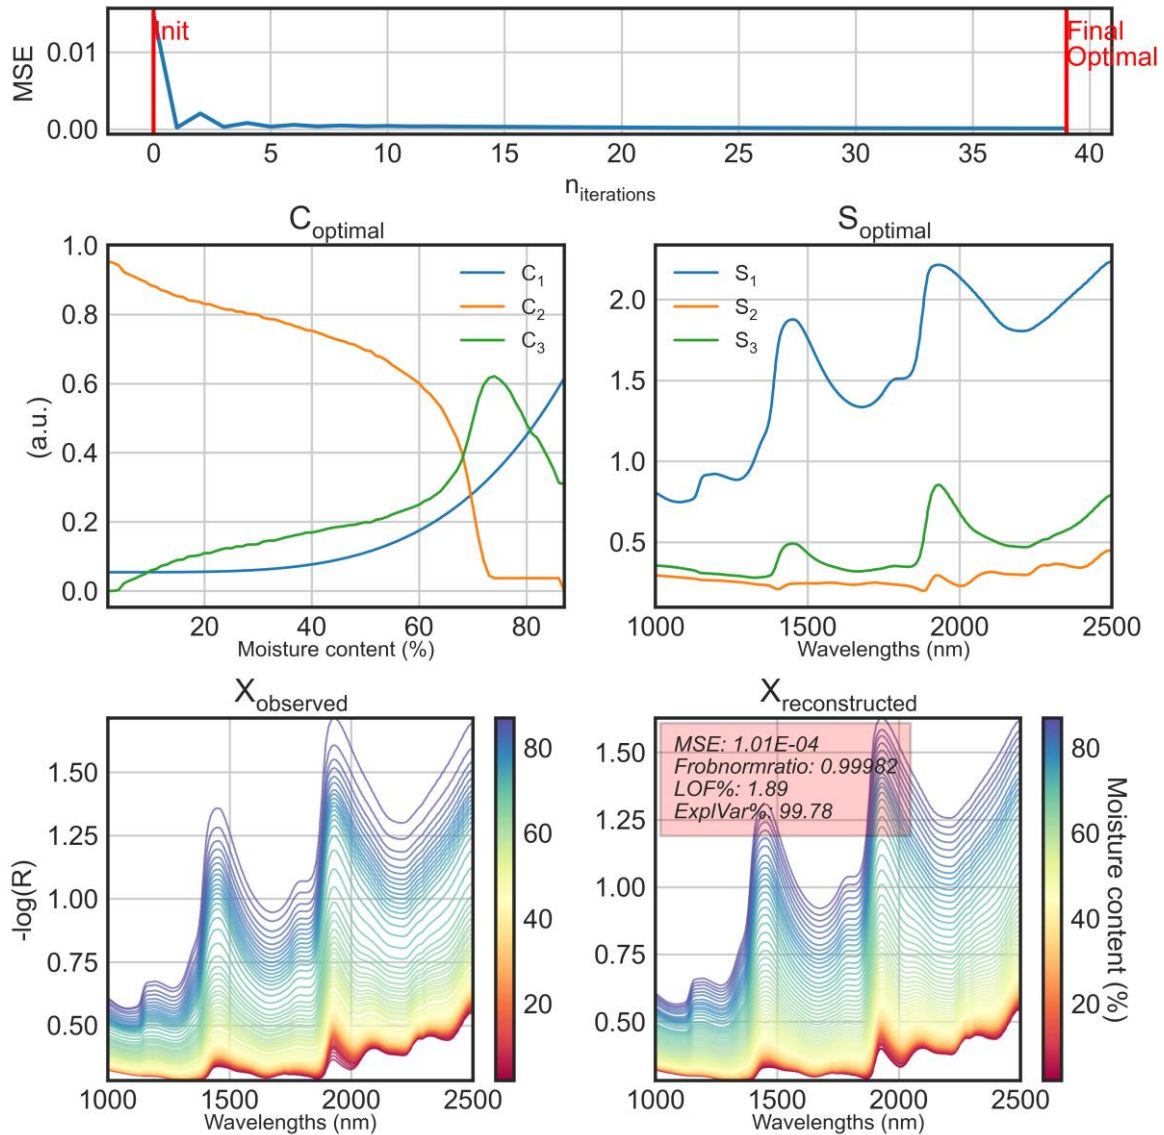 Init
Final
Optimal
MSE
0.01
0.00
0 5 10 15 20 25 30 35 40
n_iterations
C_optimal
1.0
0.8
0.6
0.4
0.2
0.0
(a.u.)
C_1
C_2
C_3
20 40 60 80
Moisture content (%)
S_optimal
2.0
1.5
1.0
0.5
S_1
S_2
S_3
1000 1500 2000 2500
Wavelengths (nm)
X_observed
-log(R)
1.50
1.25
1.00
0.75
0.50
1000 1500 2000 2500
Wavelengths (nm)
80
60
40
20
X_reconstructed
MSE: 1.01E-04
Frobnormratio: 0.99982
LOF%: 1.89
ExplVar%: 99.78
1.50
1.25
1.00
0.75
0.50
1000 1500 2000 2500
Wavelengths (nm)
80
60
40
20
Moisture content (%)